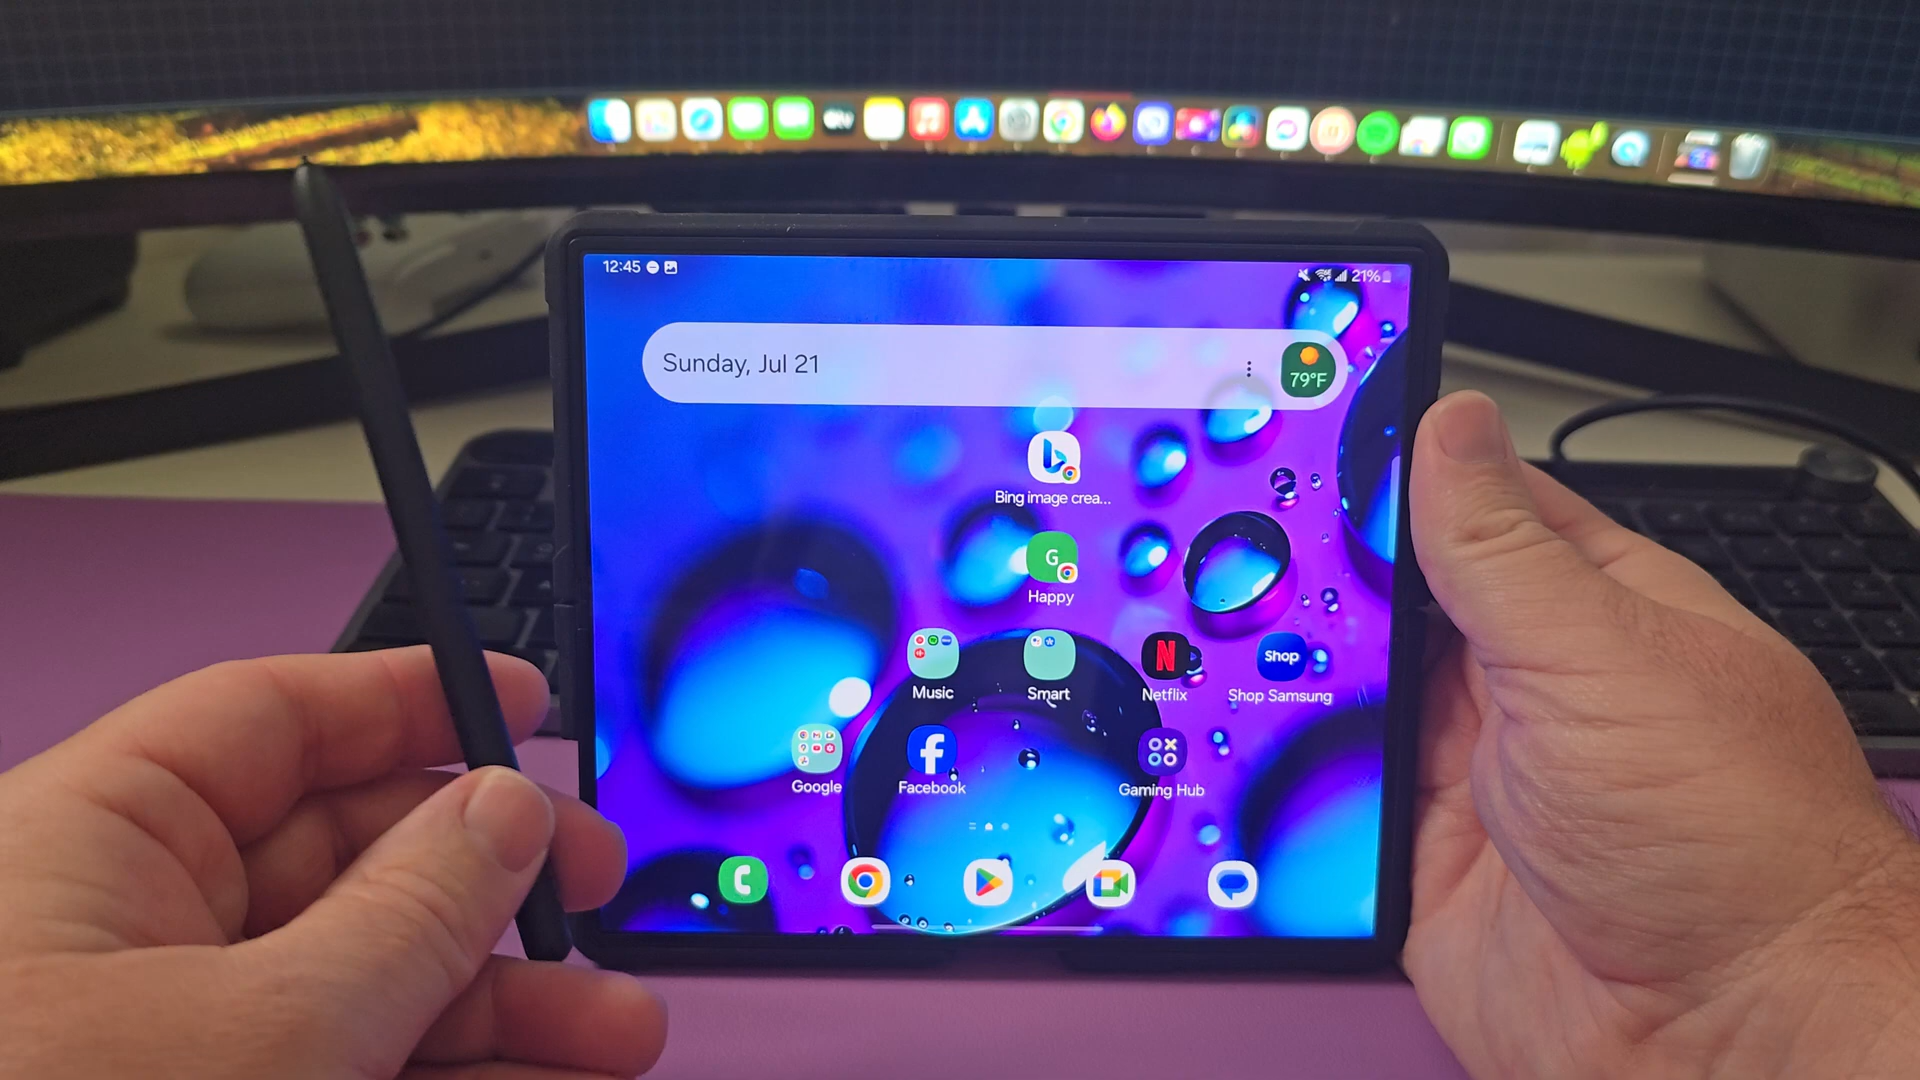 12:45
21%
Sunday, Jul 21
79°F
Bing image crea...
G
Happy
Music
Smart
N
Netflix
Shop
Shop Samsung
Google
Facebook
Gaming Hub